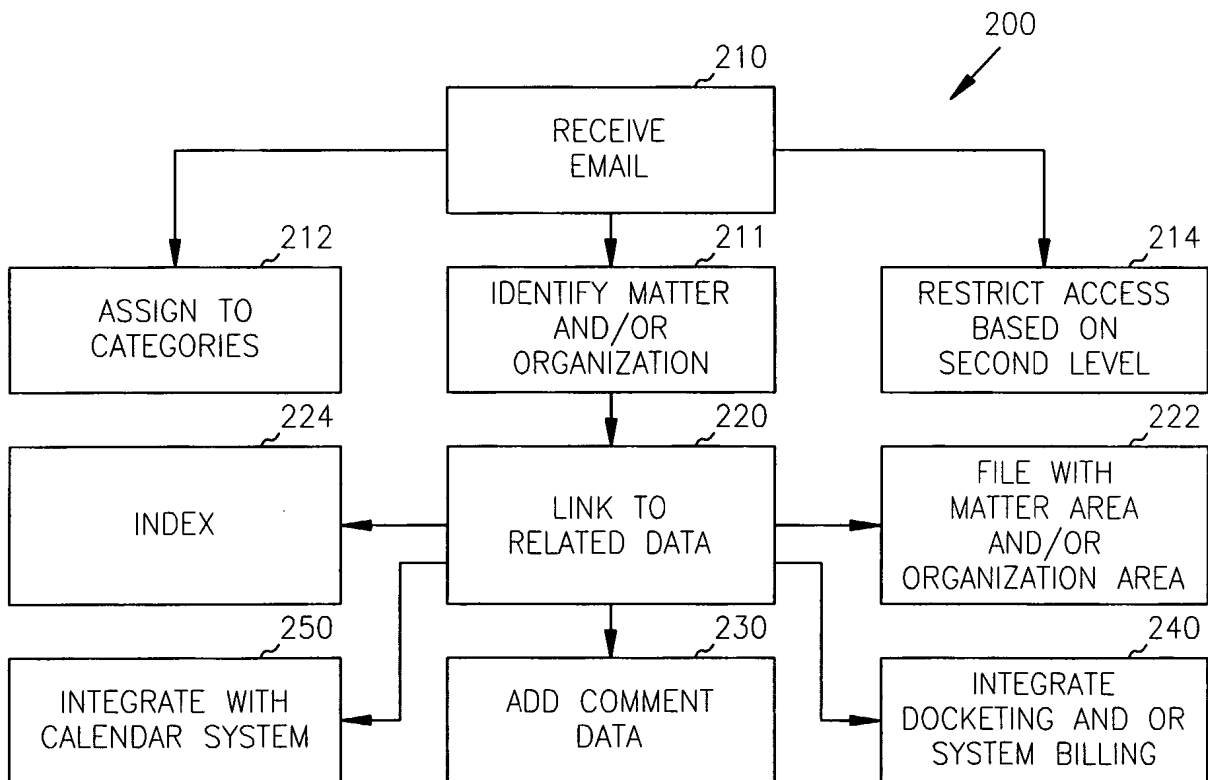 200
210
RECEIVE
EMAIL
212
ASSIGN TO
CATEGORIES
211
IDENTIFY MATTER
AND/OR
ORGANIZATION
214
RESTRICT ACCESS
BASED ON
SECOND LEVEL
224
INDEX
220
LINK TO
RELATED DATA
222
FILE WITH
MATTER AREA
AND/OR
ORGANIZATION AREA
250
INTEGRATE WITH
CALENDAR SYSTEM
230
ADD COMMENT
DATA
240
INTEGRATE
DOCKETING AND OR
SYSTEM BILLING